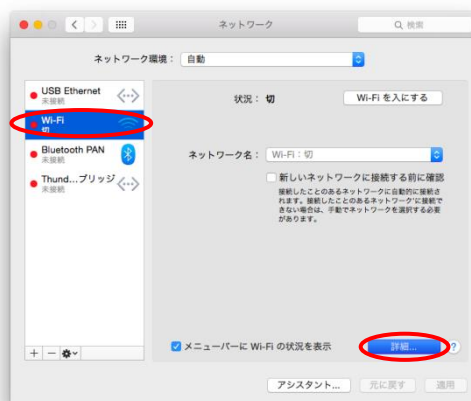 ネットワーク
検索
ネットワーク環境： 自動
USB Ethernet
未接続
Wi-Fi
切
Bluetooth PAN
未接続
Thund...ブリッジ
未接続
状況： 切
Wi-Fi を入にする
ネットワーク名： Wi-Fi：切
新しいネットワークに接続する前に確認
接続したことのあるネットワークに自動的に接続さ
れます。接続したことのあるネットワークに接続で
きない場合は、手動でネットワークを選択する必要
があります。
メニューバーに Wi-Fi の状況を表示
詳細...
?
アシスタント...
元に戻す
適用